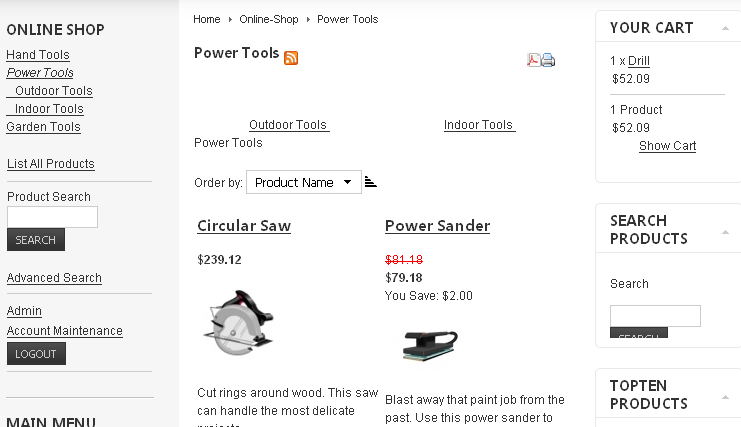 ONLINE SHOP
Hand Tools
Power Tools
Outdoor Tools
Indoor Tools
Garden Tools
List All Products
Product Search
SEARCH
Advanced Search
Admin
Account Maintenance
LOGOUT
MAIN MENU
Home Online-Shop Power Tools
Power Tools
Outdoor Tools Indoor Tools
Power Tools
Order by: Product Name
Circular Saw
$239.12
Cut rings around wood. This saw
can handle the most delicate
projects
Power Sander
$81.18
$79.18
You Save: $2.00
Blast away that paint job from the
past. Use this power sander to
YOUR CART
1 x Drill
$52.09
1 Product
$52.09
Show Cart
SEARCH
PRODUCTS
Search
SEARCH
TOPTEN
PRODUCTS